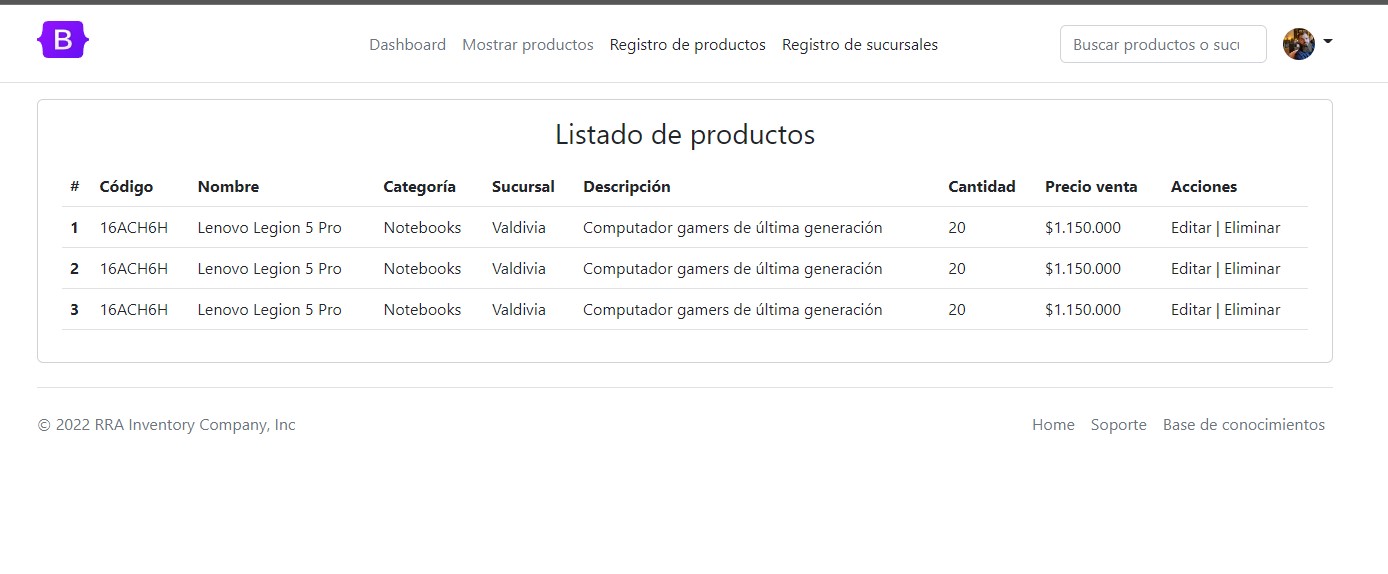 B Dashboard Mostrar productos Registro de productos Registro de sucursales Buscar productos o suc
Listado de productos
# Código Nombre Categoría Sucursal Descripción Cantidad Precio venta Acciones
1 16ACH6H Lenovo Legion 5 Pro Notebooks Valdivia Computador gamers de última generación 20 $1.150.000 Editar | Eliminar
2 16ACH6H Lenovo Legion 5 Pro Notebooks Valdivia Computador gamers de última generación 20 $1.150.000 Editar | Eliminar
3 16ACH6H Lenovo Legion 5 Pro Notebooks Valdivia Computador gamers de última generación 20 $1.150.000 Editar | Eliminar
© 2022 RRA Inventory Company, Inc Home Soporte Base de conocimientos